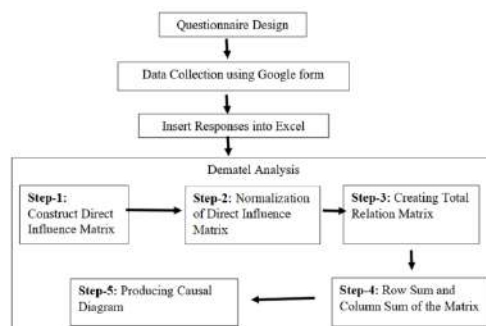 Questionnaire Design
Data Collection using Google form
Insert Responses into Excel
Dematel Analysis
Step-1:
Construct Direct
Influence Matrix
Step-2: Normalization
of Direct Influence
Matrix
Step-3: Creating Total
Relation Matrix
Step-4: Row Sum and
Column Sum of the Matrix
Step-5: Producing Causal
Diagram